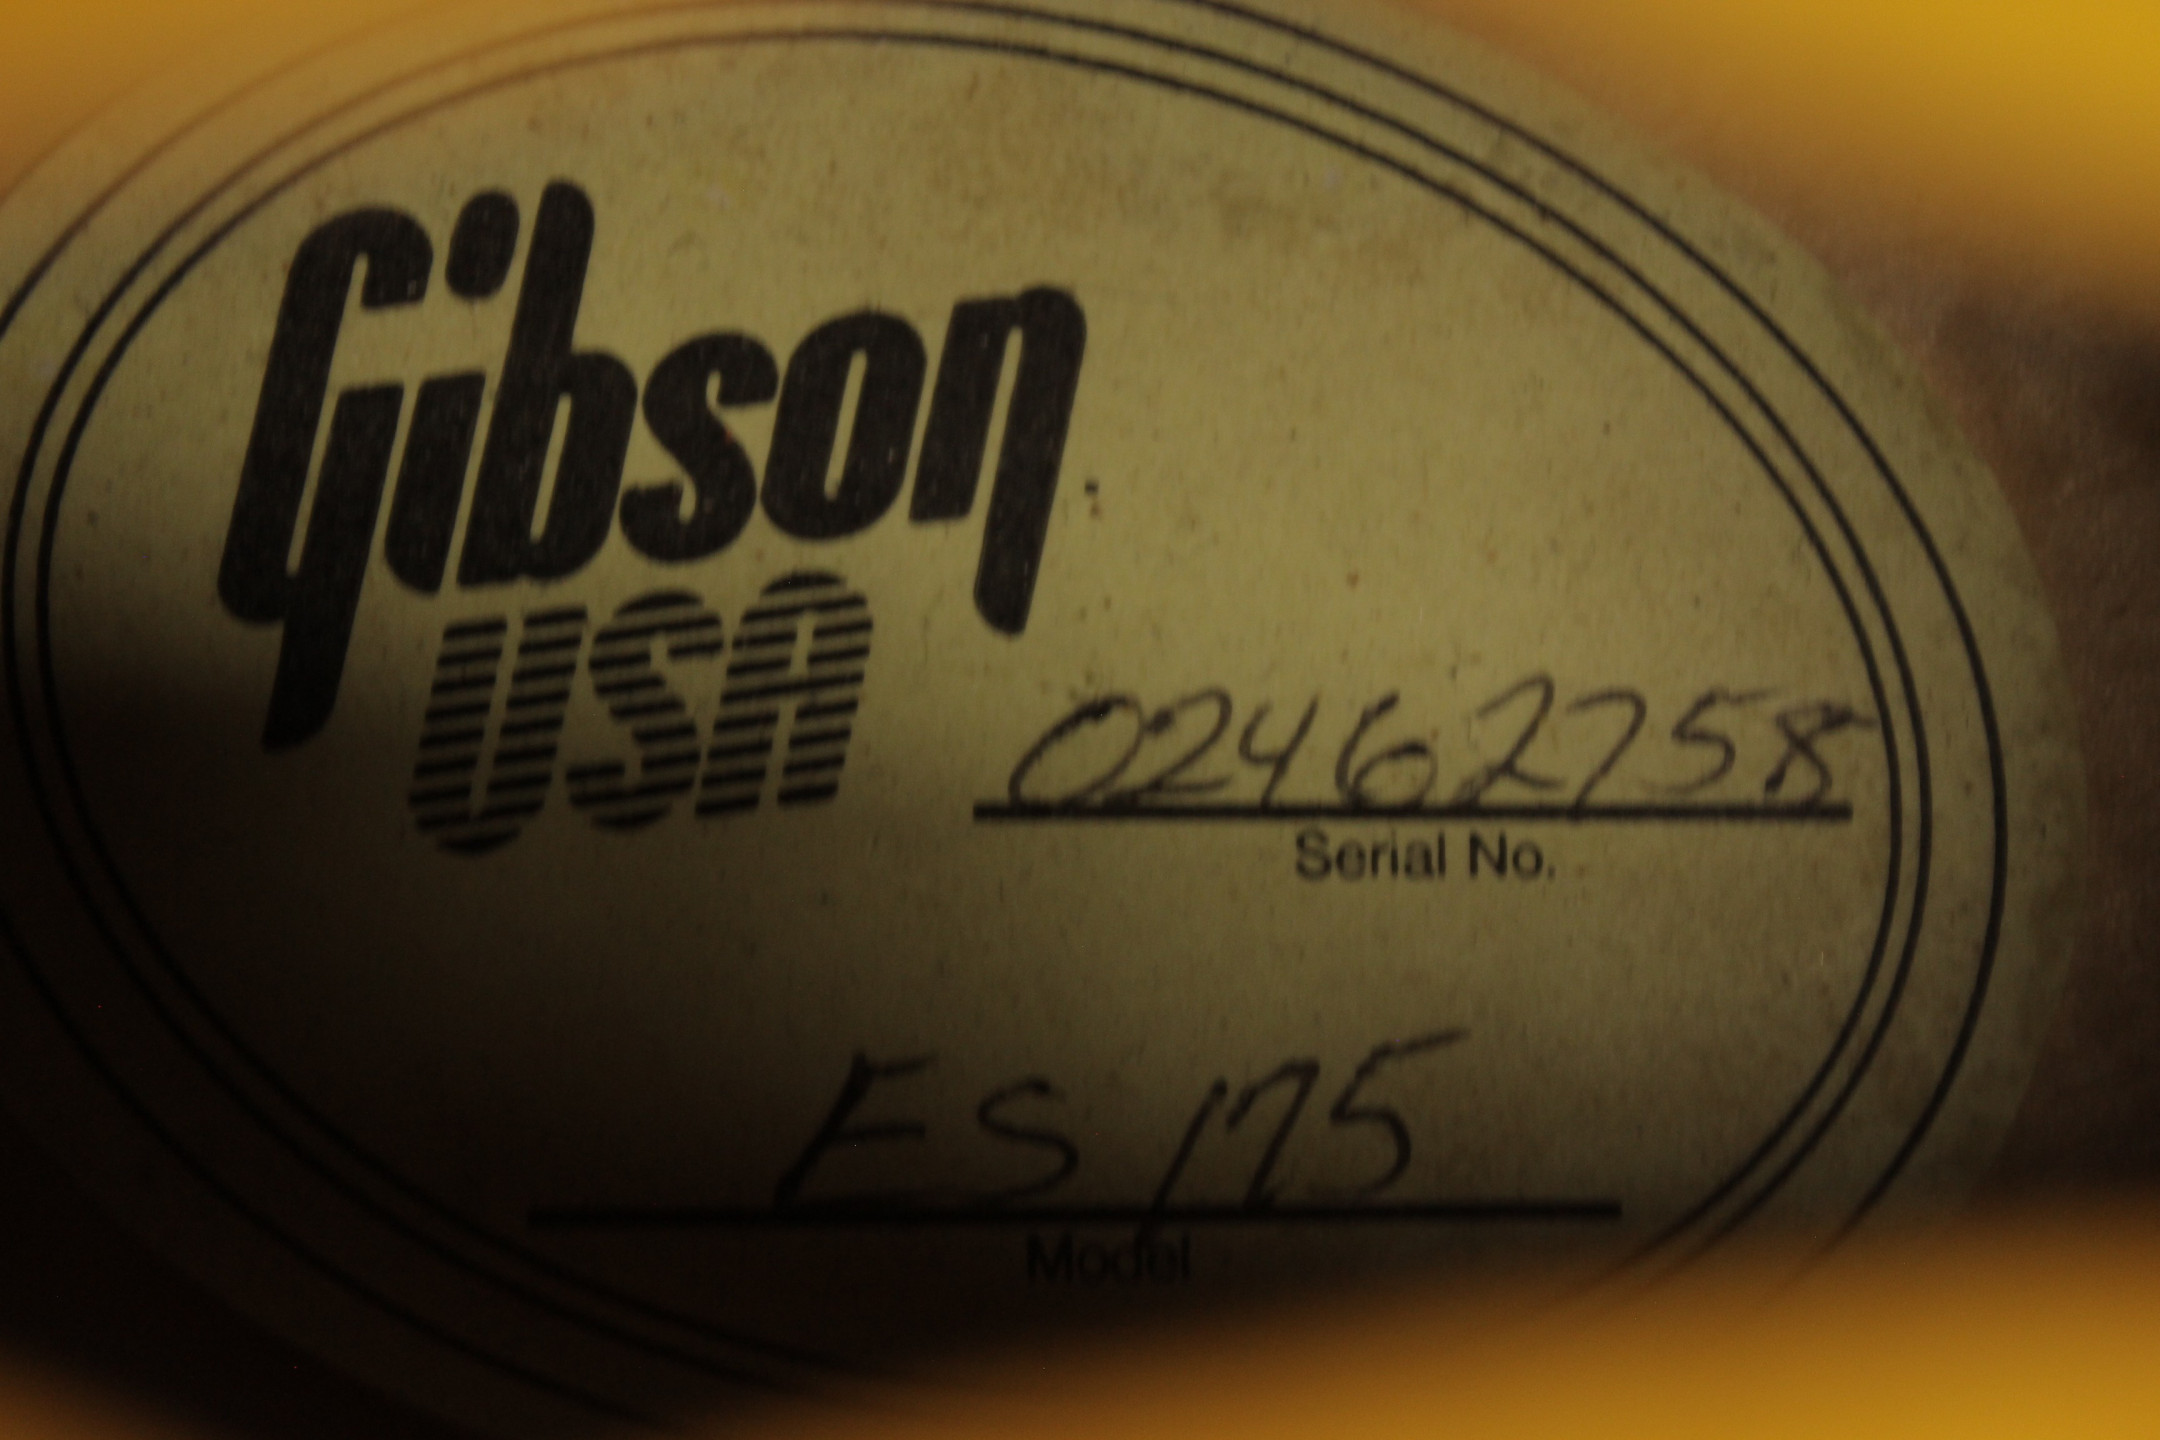 Gibson
USA
02462758
Serial No.
ES 175
Model